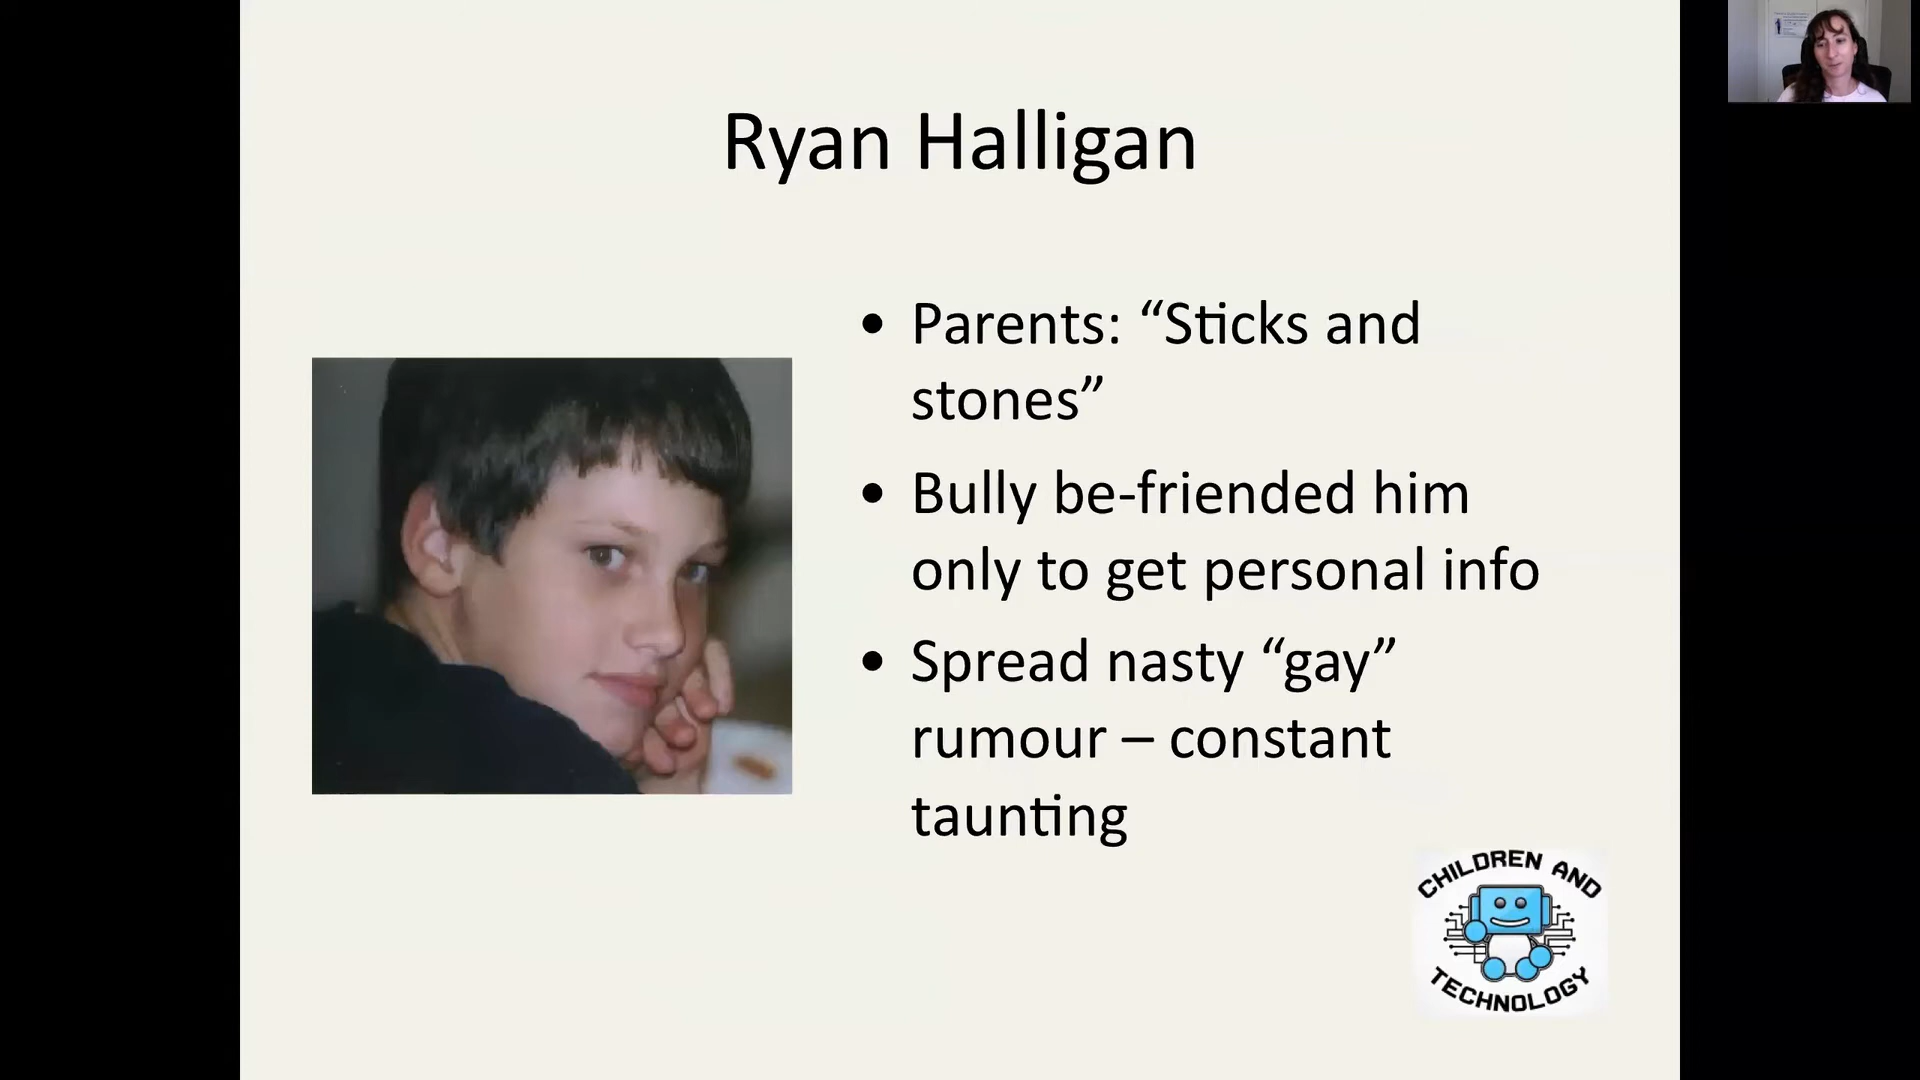 Ryan Halligan
• Parents: “Sticks and
stones”
• Bully be-friended him
only to get personal info
• Spread nasty “gay”
rumour – constant
taunting
CHILDREN AND
TECHNOLOGY